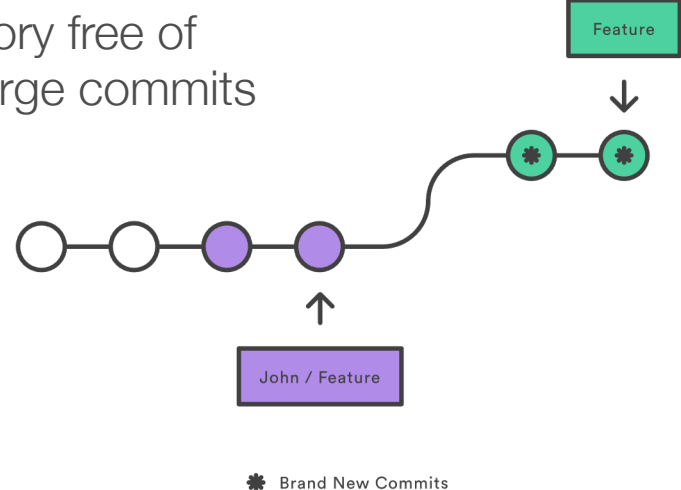 ory free of
rge commits
Feature
John / Feature
Brand New Commits